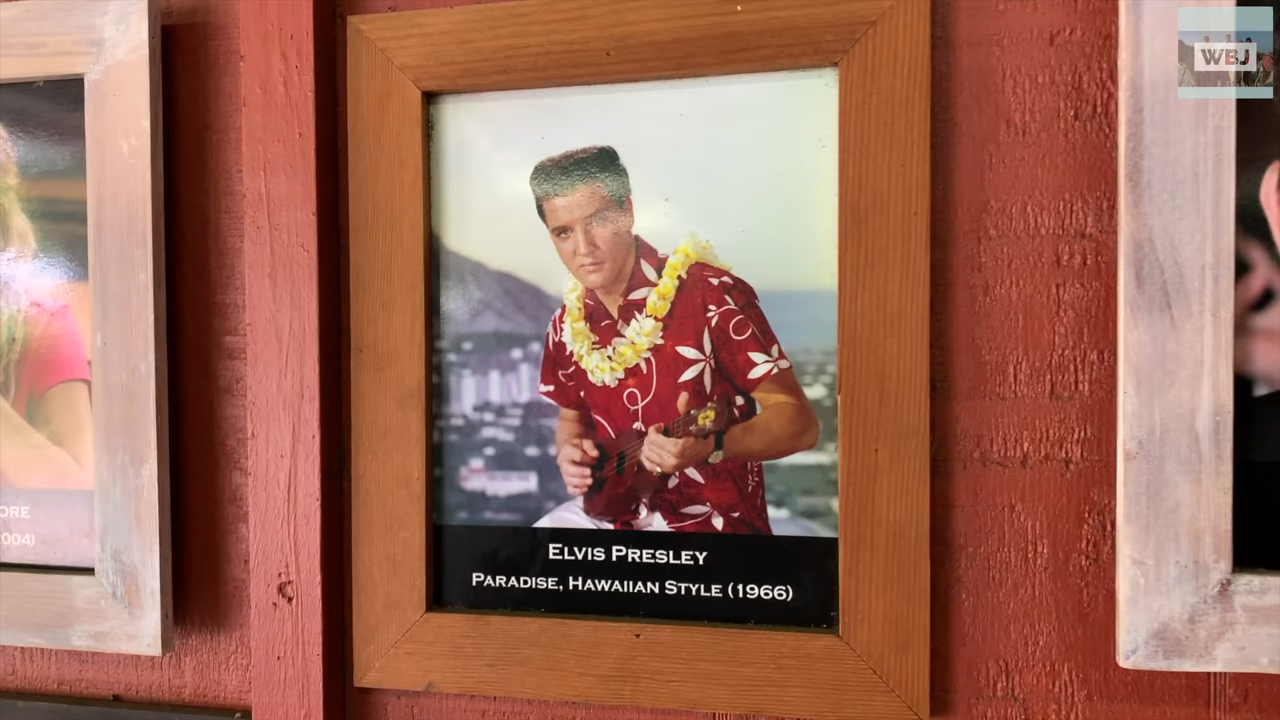 ORE
004)
ELVIS PRESLEY
PARADISE, HAWAIIAN STYLE (1966)
WBJ